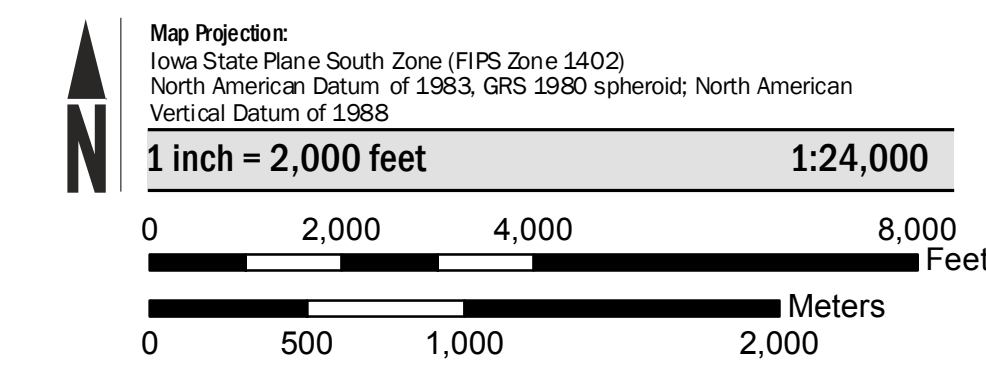 N
Map Projection:
Iowa State Plane South Zone (FIPS Zone 1402)
North American Datum of 1983, GRS 1980 spheroid; North American
Vertical Datum of 1988
1 inch = 2,000 feet 1:24,000
0 2,000 4,000 8,000
Feet
Meters
0 500 1,000 2,000